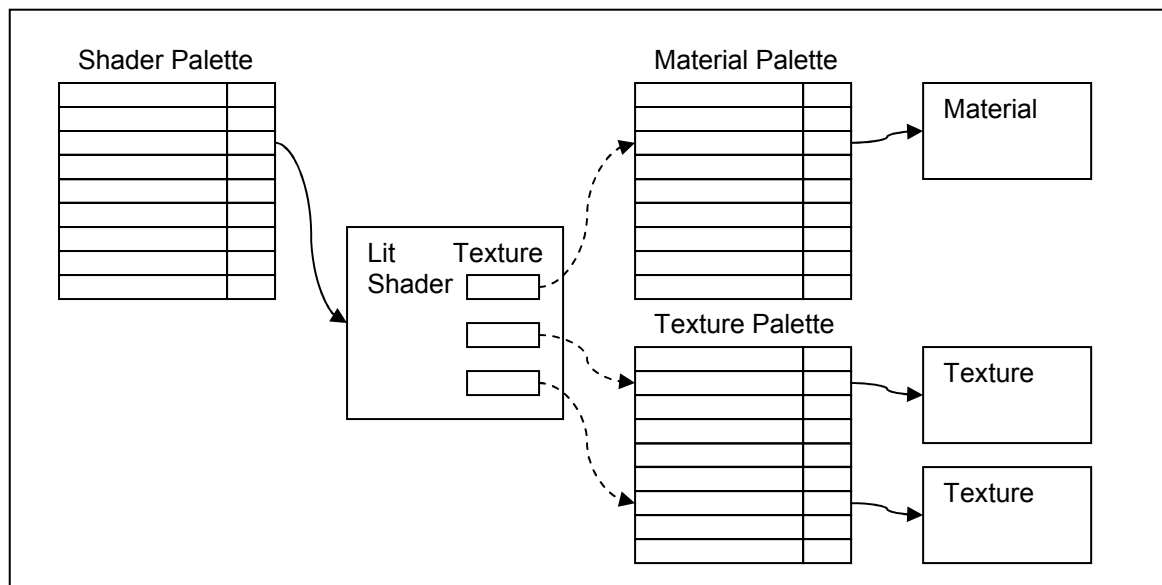 Shader Palette
Material Palette
Material
Lit Texture
Shader
Texture Palette
Texture
Texture